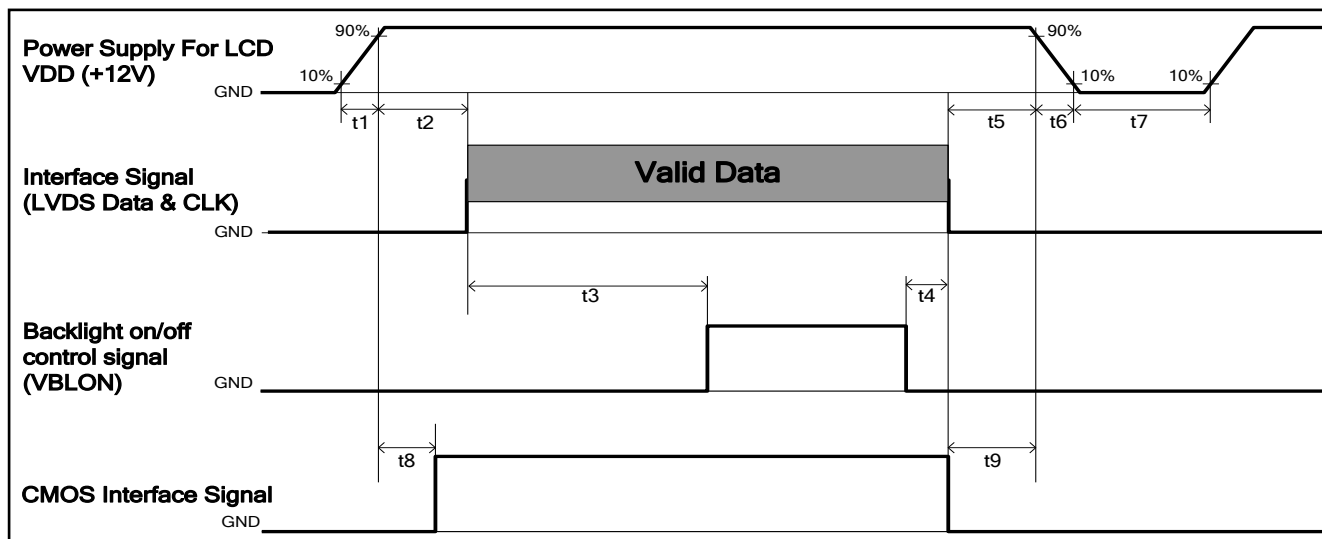 Power Supply For LCD
VDD (+12V)
90%
90%
10%
10%
10%
GND
t1
t2
t5
t6
t7
Interface Signal
(LVDS Data & CLK)
Valid Data
GND
t3
t4
Backlight on/off
control signal
(VBLON)
GND
t8
t9
CMOS Interface Signal
GND